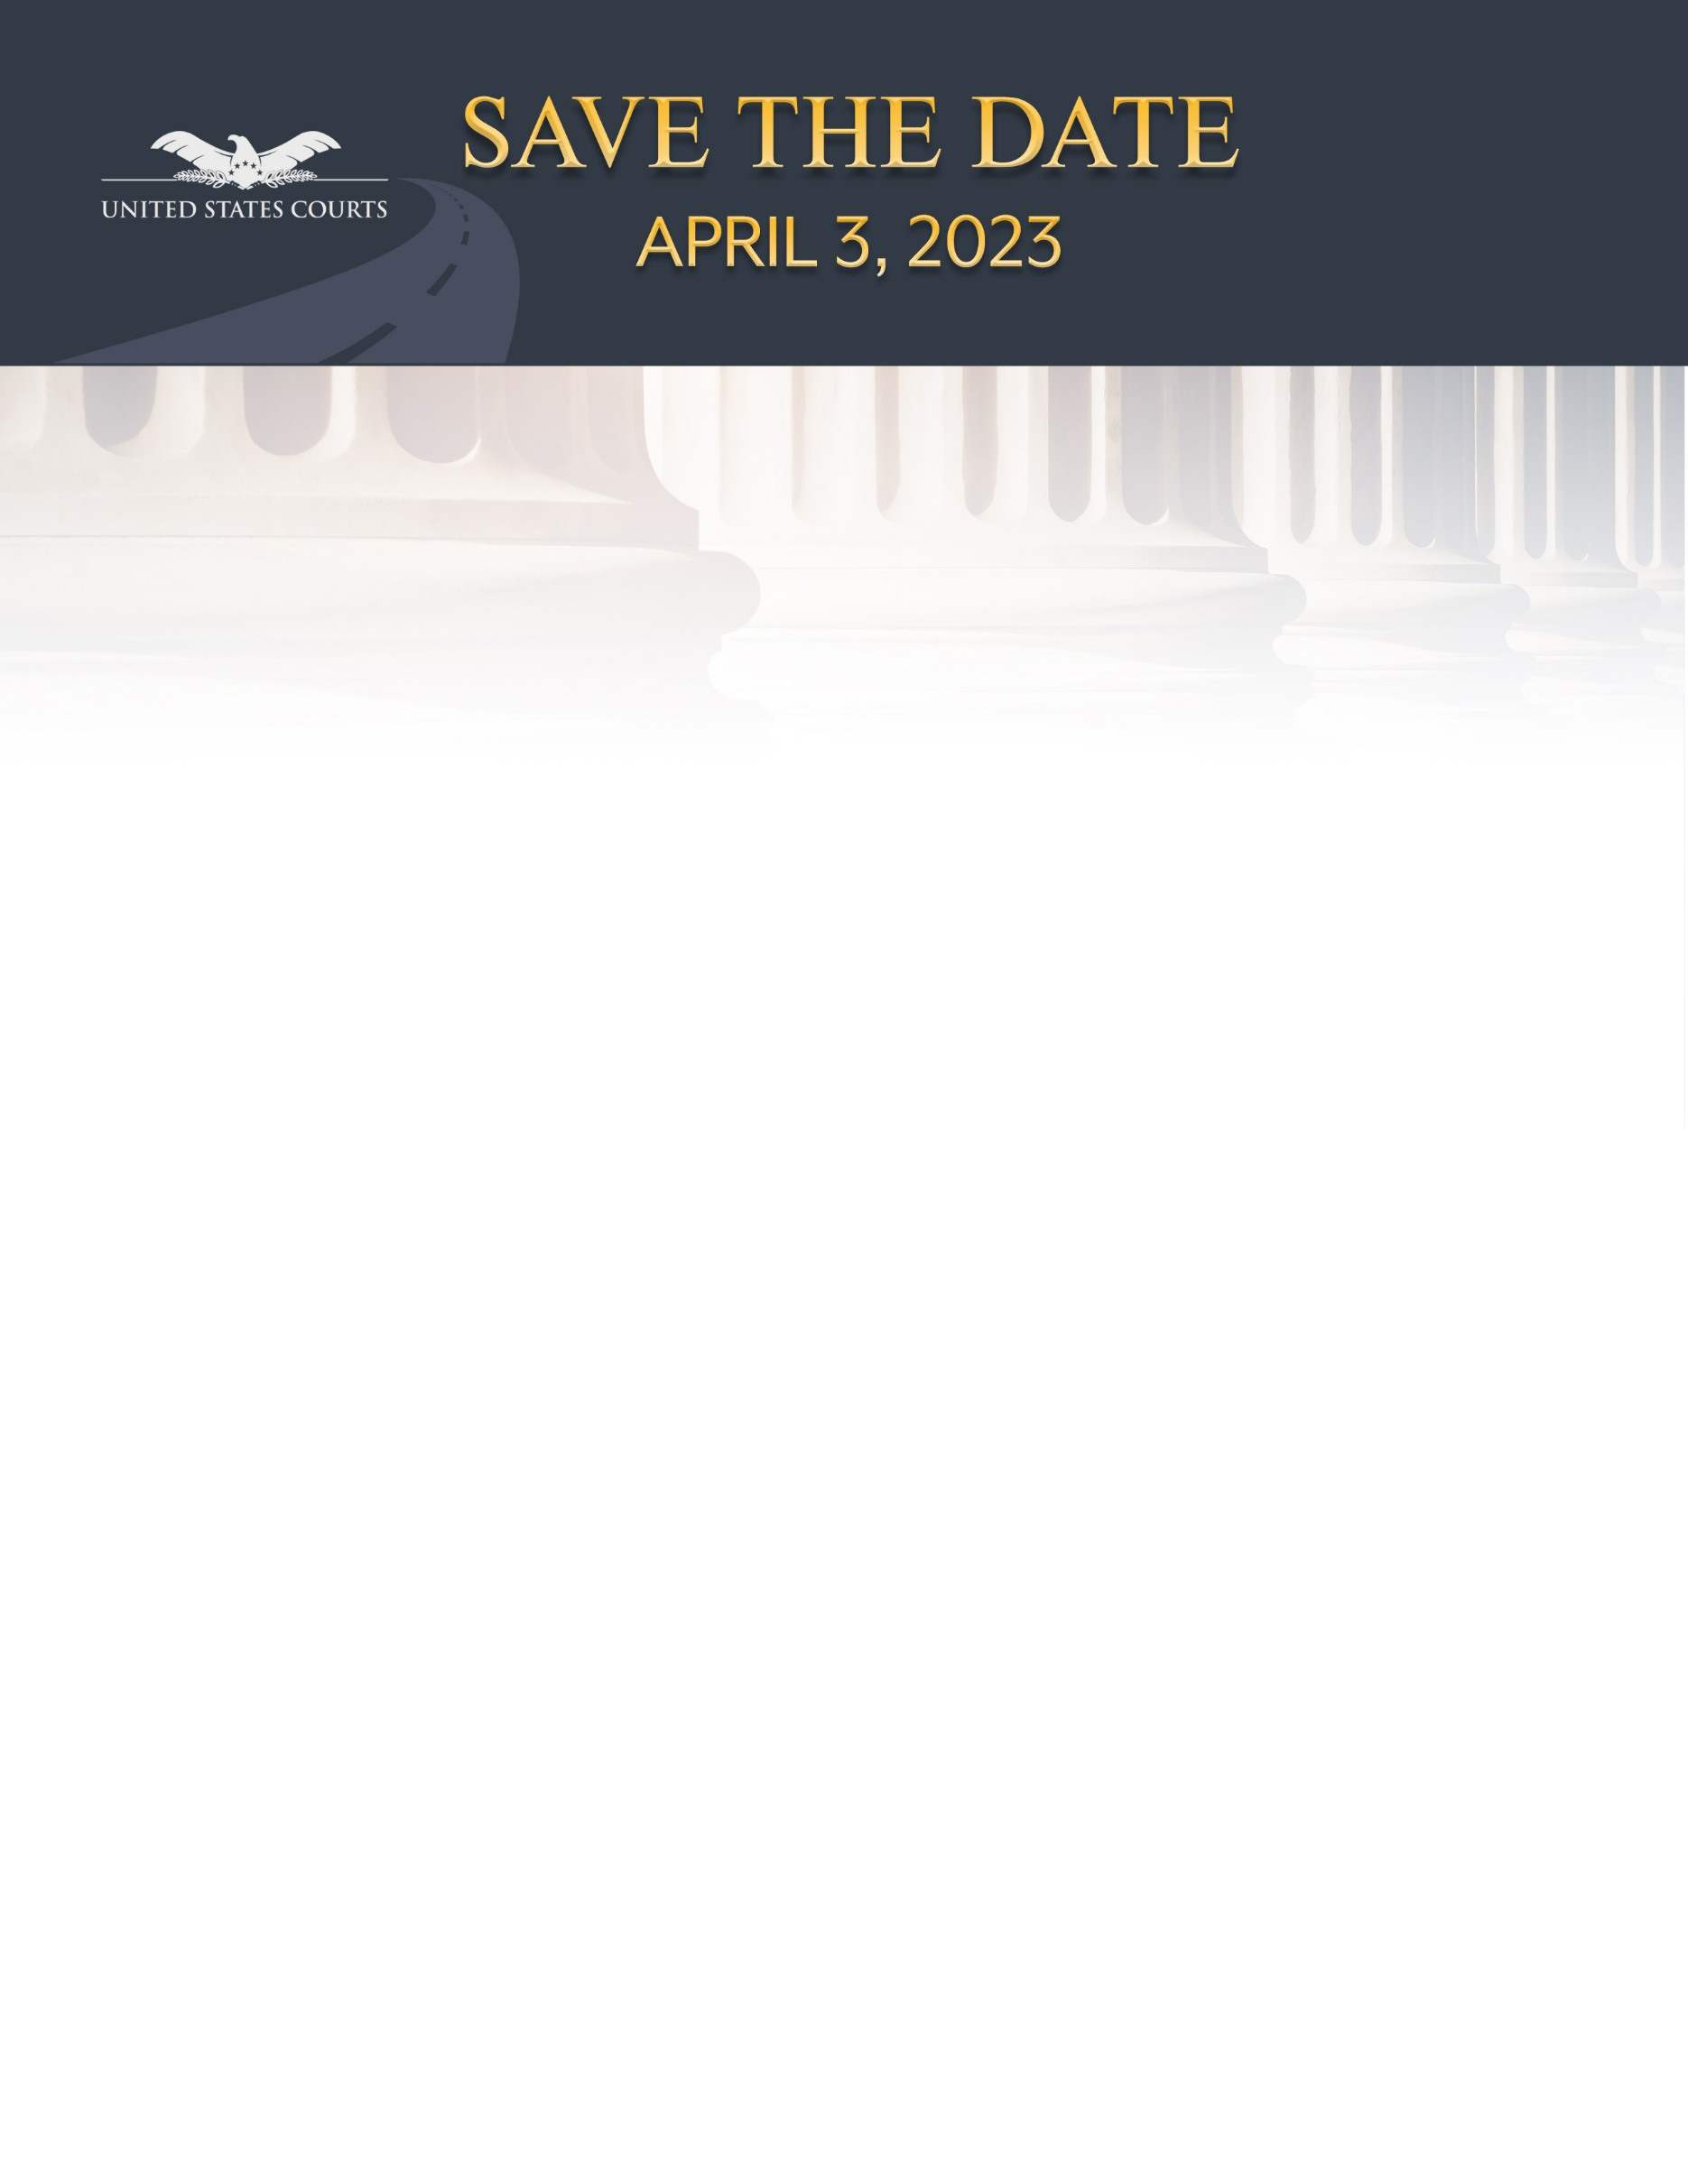 SAVE THE DATE
UNITED STATES COURTS
APRIL 3, 2023